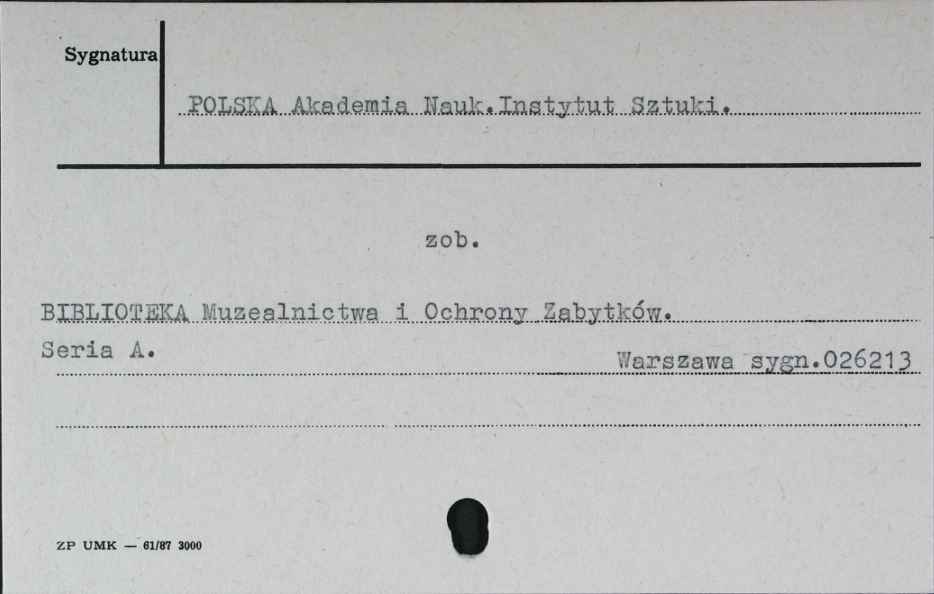 Sygnatura
POLSKA Akademia Nauk.Instytut Sztuki.
zob.
BIBLIOTEKA Muzealnictwa i Ochrony Zabytków.
Seria A.
Warszawa sygn.026213
ZP UMK — 61/87 3000